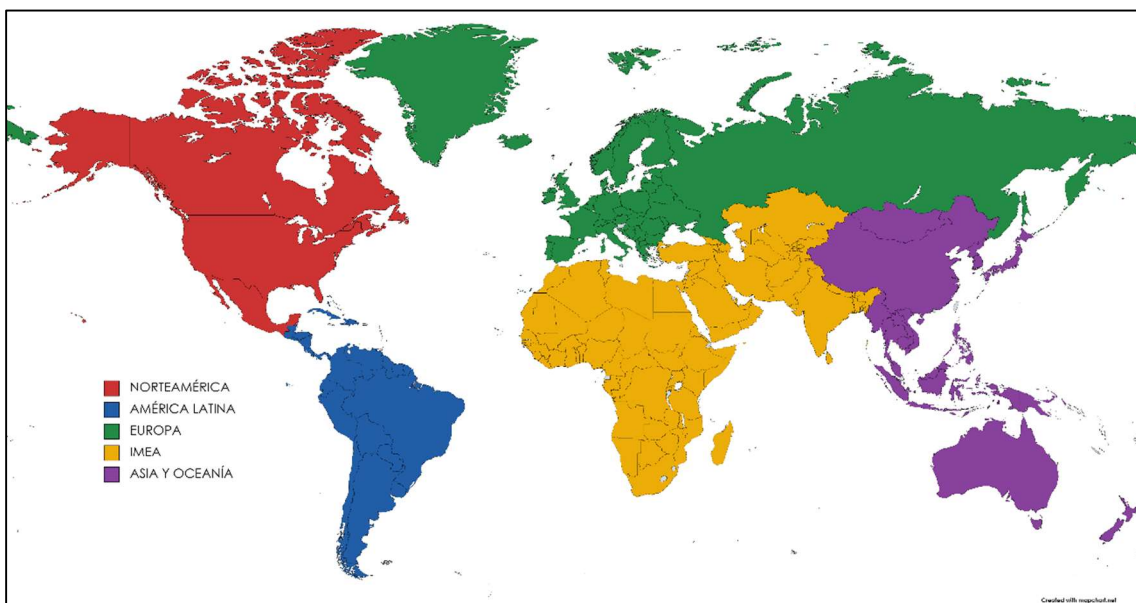 NORTEAMÉRICA
AMÉRICA LATINA
EUROPA
IMEA
ASIA Y OCEANÍA
Created with mapchart.net